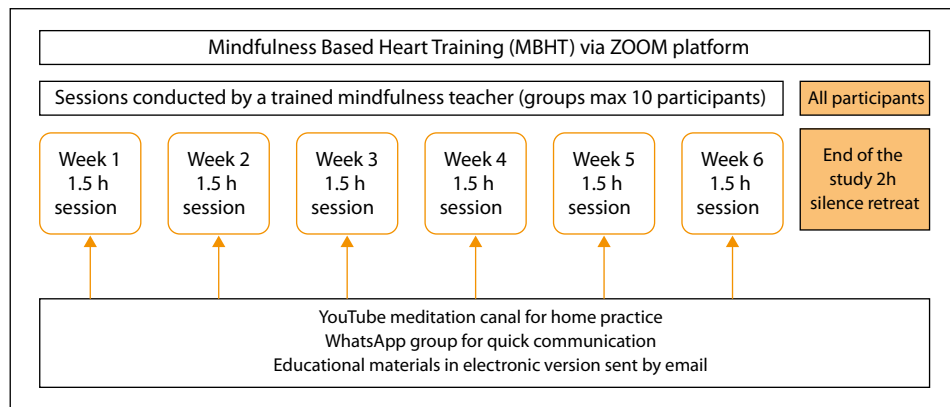 Mindfulness Based Heart Training (MBHT) via ZOOM platform
Sessions conducted by a trained mindfulness teacher (groups max 10 participants)
All participants
Week 1
1.5 h
session
Week 2
1.5 h
session
Week 3
1.5 h
session
Week 4
1.5 h
session
Week 5
1.5 h
session
Week 6
1.5 h
session
End of the
study 2h
silence retreat
YouTube meditation canal for home practice
WhatsApp group for quick communication
Educational materials in electronic version sent by email